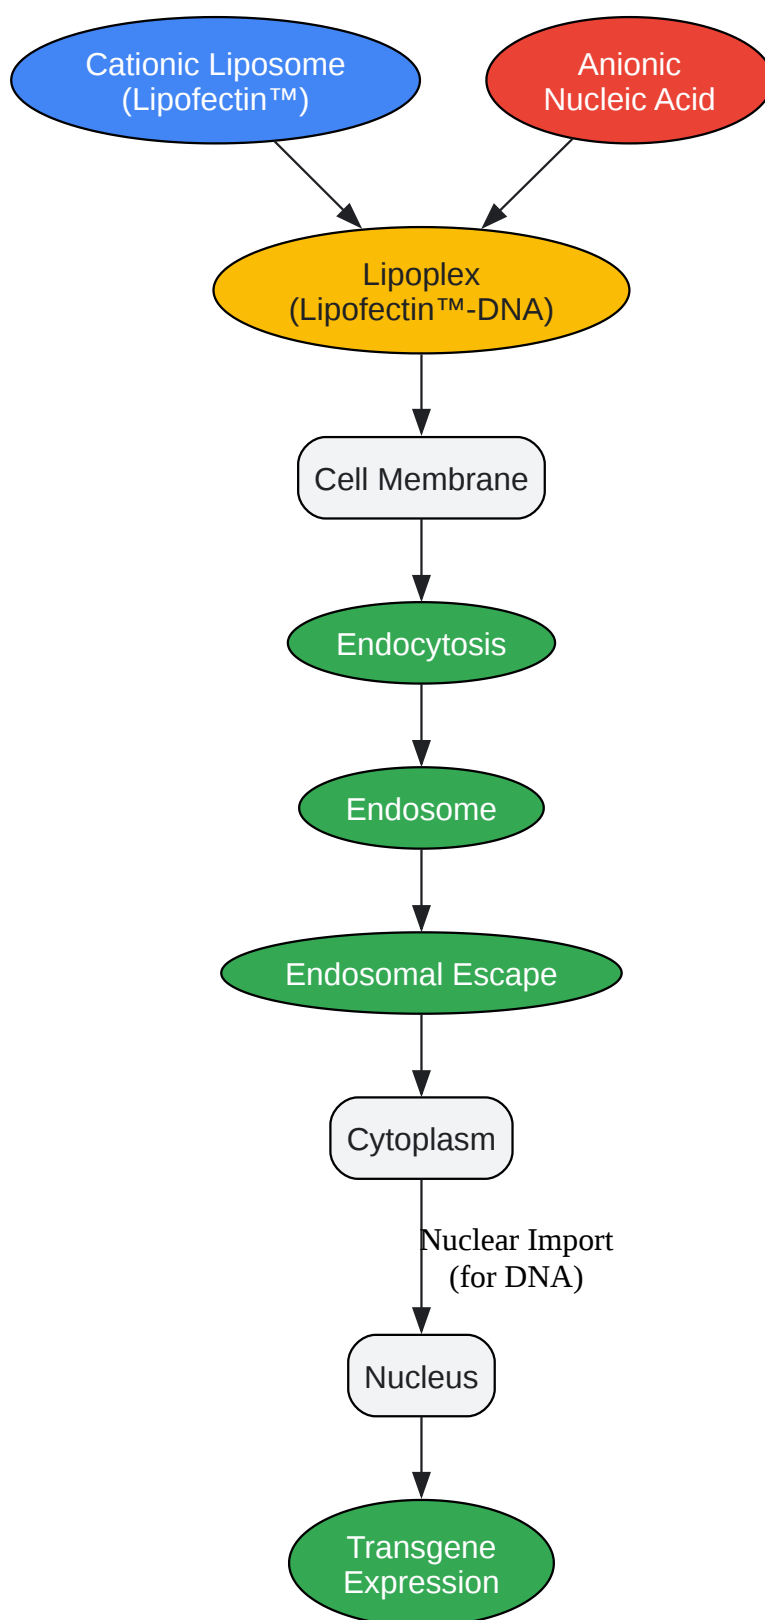 Cationic Liposome
(Lipofectin™)
Anionic
Nucleic Acid
Lipoplex
(Lipofectin™-DNA)
Cell Membrane
Endocytosis
Endosome
Endosomal Escape
Cytoplasm
Nuclear Import
(for DNA)
Nucleus
Transgene
Expression